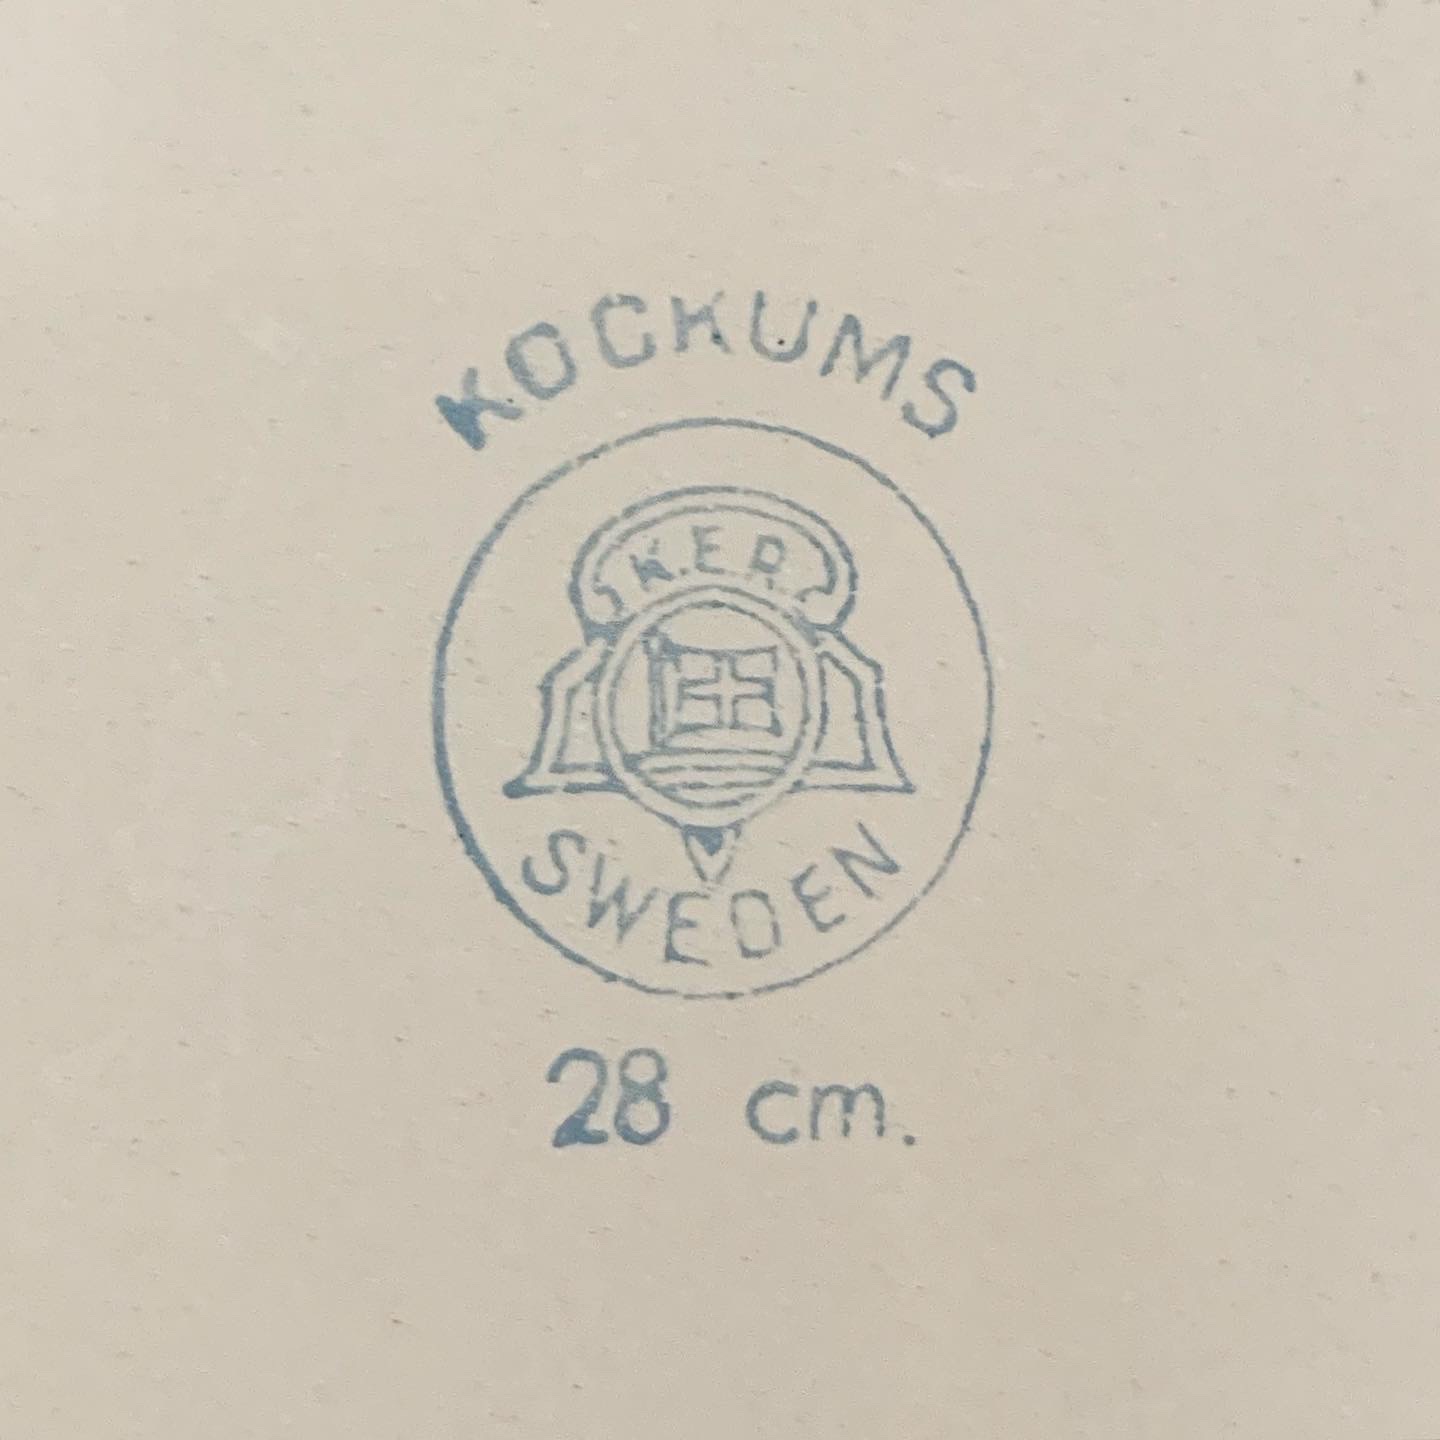 KOCKUMS
K.E.R.
SWEDEN
28 cm.